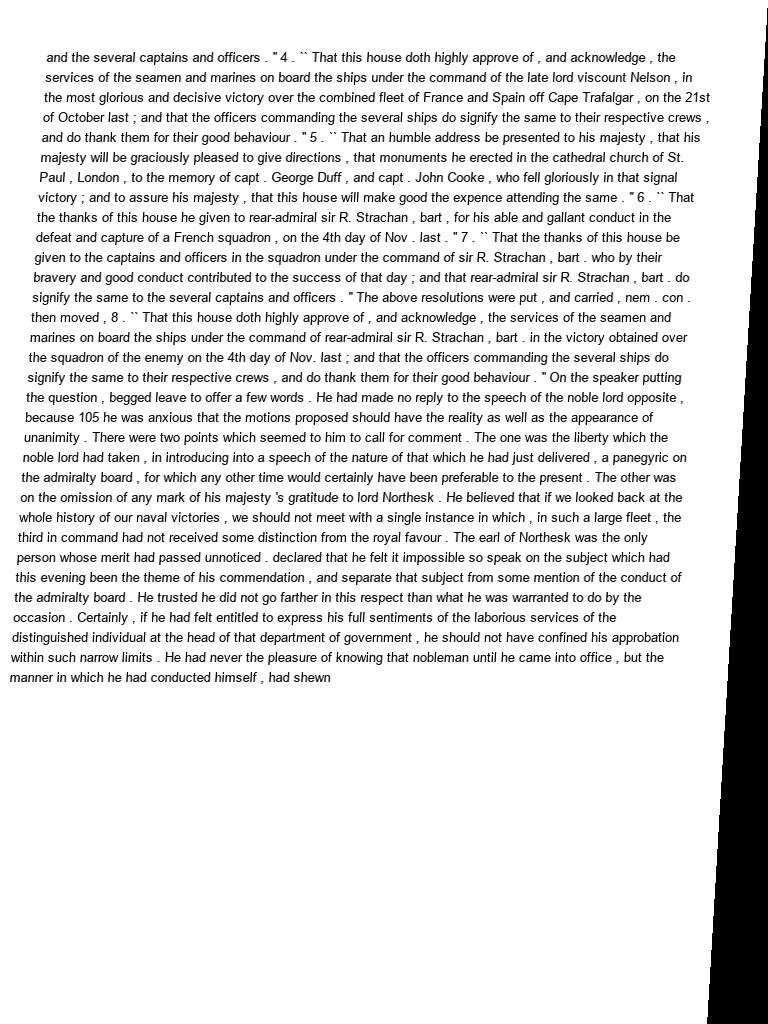 and the several captains and officers . " 4 . `` That this house doth highly approve of , and acknowledge , the
services of the seamen and marines on board the ships under the command of the late lord viscount Nelson , in
the most glorious and decisive victory over the combined fleet of France and Spain off Cape Trafalgar , on the 21st
of October last ; and that the officers commanding the several ships do signify the same to their respective crews ,
and do thank them for their good behaviour . " 5 . `` That an humble address be presented to his majesty , that his
majesty will be graciously pleased to give directions , that monuments he erected in the cathedral church of St.
Paul , London , to the memory of capt . George Duff , and capt . John Cooke , who fell gloriously in that signal
victory ; and to assure his majesty , that this house will make good the expence attending the same . " 6 . `` That
the thanks of this house he given to rear-admiral sir R. Strachan , bart , for his able and gallant conduct in the
defeat and capture of a French squadron , on the 4th day of Nov . last . " 7 . `` That the thanks of this house be
given to the captains and officers in the squadron under the command of sir R. Strachan , bart . who by their
bravery and good conduct contributed to the success of that day ; and that rear-admiral sir R. Strachan , bart . do
signify the same to the several captains and officers . " The above resolutions were put , and carried , nem . con .
then moved , 8 . `` That this house doth highly approve of , and acknowledge , the services of the seamen and
marines on board the ships under the command of rear-admiral sir R. Strachan , bart . in the victory obtained over
the squadron of the enemy on the 4th day of Nov. last ; and that the officers commanding the several ships do
signify the same to their respective crews , and do thank them for their good behaviour . " On the speaker putting
the question , begged leave to offer a few words . He had made no reply to the speech of the noble lord opposite ,
because 105 he was anxious that the motions proposed should have the reality as well as the appearance of
unanimity . There were two points which seemed to him to call for comment . The one was the liberty which the
noble lord had taken , in introducing into a speech of the nature of that which he had just delivered , a panegyric on
the admiralty board , for which any other time would certainly have been preferable to the present . The other was
on the omission of any mark of his majesty 's gratitude to lord Northesk . He believed that if we looked back at the
whole history of our naval victories , we should not meet with a single instance in which , in such a large fleet , the
third in command had not received some distinction from the royal favour . The earl of Northesk was the only
person whose merit had passed unnoticed . declared that he felt it impossible so speak on the subject which had
this evening been the theme of his commendation , and separate that subject from some mention of the conduct of
the admiralty board . He trusted he did not go farther in this respect than what he was warranted to do by the
occasion . Certainly , if he had felt entitled to express his full sentiments of the laborious services of the
distinguished individual at the head of that department of government , he should not have confined his approbation
within such narrow limits . He had never the pleasure of knowing that nobleman until he came into office , but the
manner in which he had conducted himself , had shewn